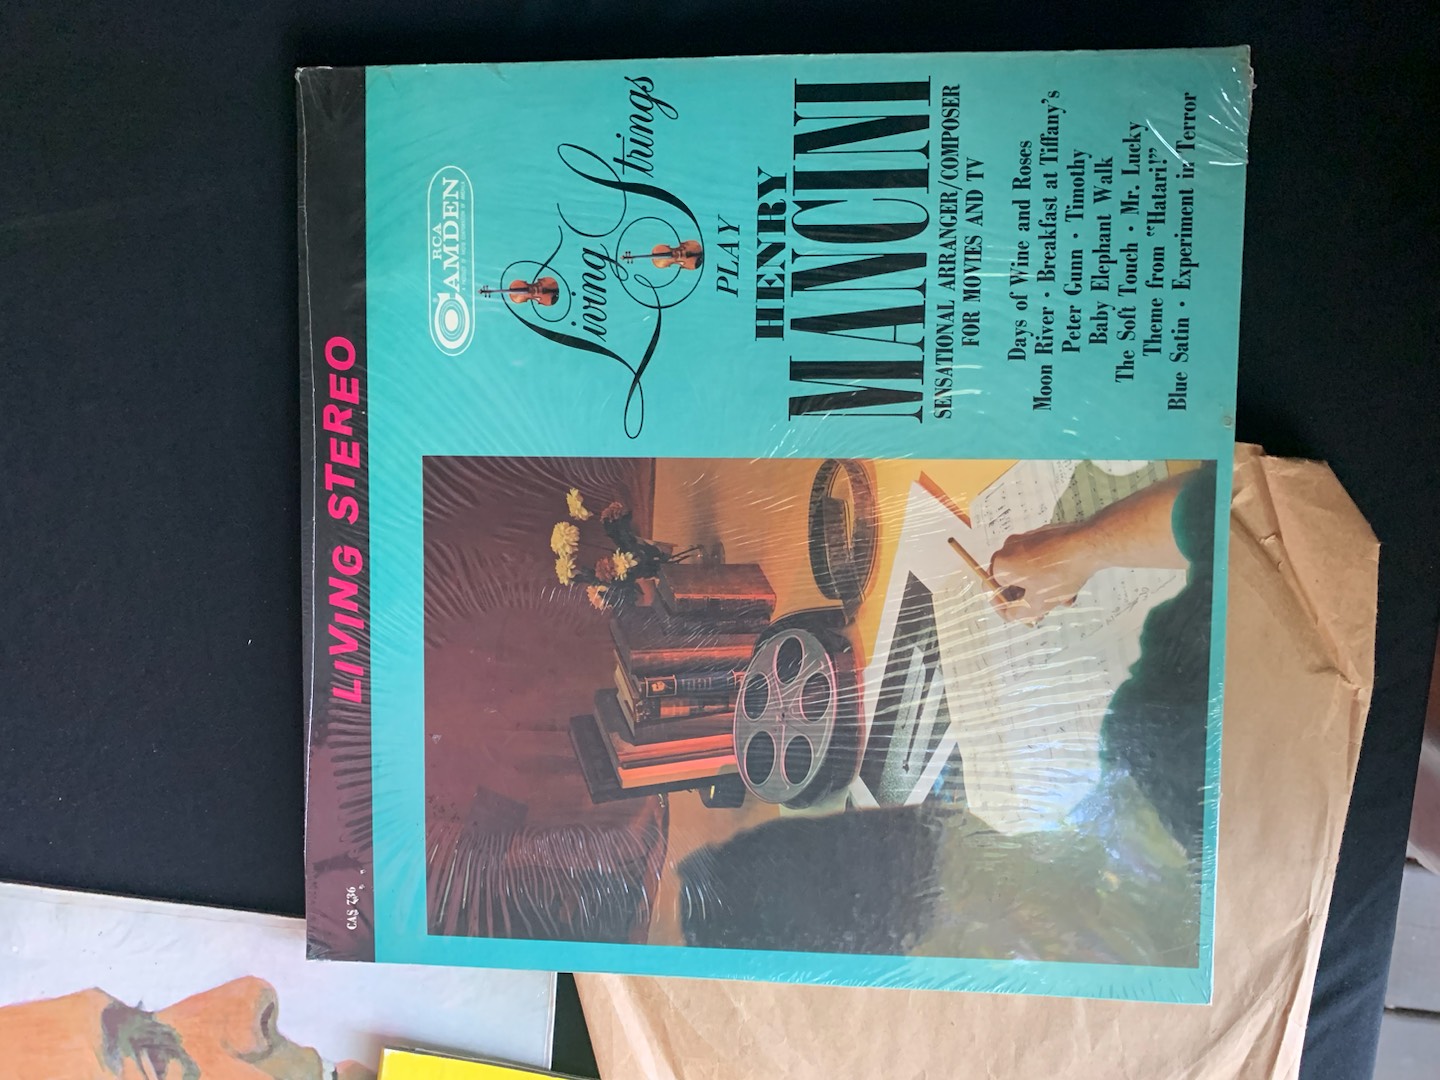 CAS 736
LIVING STEREO
RCA
CAMDEN
Living Strings
PLAY
HENRY
MANCINI
SENSATIONAL ARRANGER/COMPOSER
FOR MOVIES AND TV
Days of Wine and Roses
Moon River • Breakfast at Tiffany's
Peter Gunn • Timothy
Baby Elephant Walk
The Soft Touch • Mr. Lucky
Theme from "Hatari!"
Blue Satin • Experiment in Terror